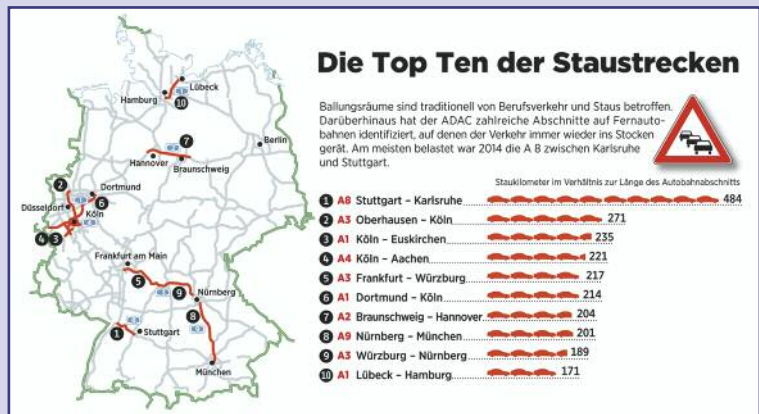 Die Top Ten der Staustrecken
Ballungsräume sind traditionell von Berufsverkehr und Staus betroffen.
Darüberhinaus hat der ADAC zahlreiche Abschnitte auf Fernauto-
bahnen identifiziert, auf denen der Verkehr immer wieder ins Stocken
gerät. Am meisten belastet war 2014 die A 8 zwischen Karlsruhe
und Stuttgart.
Staukilometer im Verhältnis zur Länge des Autobahnabschnitts
1 A8 Stuttgart – Karlsruhe 484
2 A3 Oberhausen – Köln 271
3 A1 Köln – Euskirchen 235
4 A4 Köln – Aachen 221
5 A3 Frankfurt – Würzburg 217
6 A1 Dortmund – Köln 214
7 A2 Braunschweig – Hannover 204
8 A9 Nürnberg – München 201
9 A3 Würzburg – Nürnberg 189
10 A1 Lübeck – Hamburg 171
Lübeck
Hamburg
10
7
Berlin
Hannover
Braunschweig
2
Dortmund
6
Düsseldorf
Köln
4 3
Frankfurt am Main
5
9
Nürnberg
8
1
Stuttgart
München